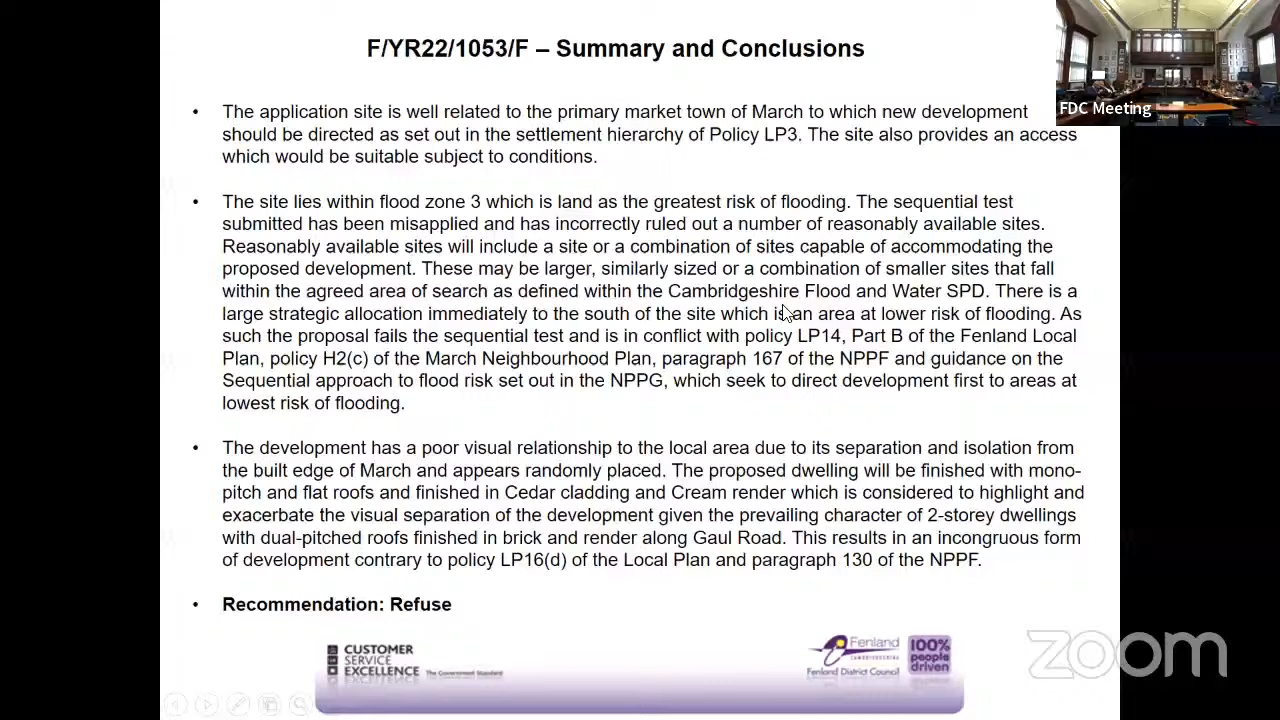 F/YR22/1053/F – Summary and Conclusions
FDC Meeting
• The application site is well related to the primary market town of March to which new development
should be directed as set out in the settlement hierarchy of Policy LP3. The site also provides an access
which would be suitable subject to conditions.
• The site lies within flood zone 3 which is land as the greatest risk of flooding. The sequential test
submitted has been misapplied and has incorrectly ruled out a number of reasonably available sites.
Reasonably available sites will include a site or a combination of sites capable of accommodating the
proposed development. These may be larger, similarly sized or a combination of smaller sites that fall
within the agreed area of search as defined within the Cambridgeshire Flood and Water SPD. There is a
large strategic allocation immediately to the south of the site which is an area at lower risk of flooding. As
such the proposal fails the sequential test and is in conflict with policy LP14, Part B of the Fenland Local
Plan, policy H2(c) of the March Neighbourhood Plan, paragraph 167 of the NPPF and guidance on the
Sequential approach to flood risk set out in the NPPG, which seek to direct development first to areas at
lowest risk of flooding.
• The development has a poor visual relationship to the local area due to its separation and isolation from
the built edge of March and appears randomly placed. The proposed dwelling will be finished with mono-
pitch and flat roofs and finished in Cedar cladding and Cream render which is considered to highlight and
exacerbate the visual separation of the development given the prevailing character of 2-storey dwellings
with dual-pitched roofs finished in brick and render along Gaul Road. This results in an incongruous form
of development contrary to policy LP16(d) of the Local Plan and paragraph 130 of the NPPF.
• Recommendation: Refuse
CUSTOMER
SERVICE
EXCELLENCE The Government Standard
Fenland
CAMBRIDGESHIRE
Fenland District Council
100%
people
driven
zoom